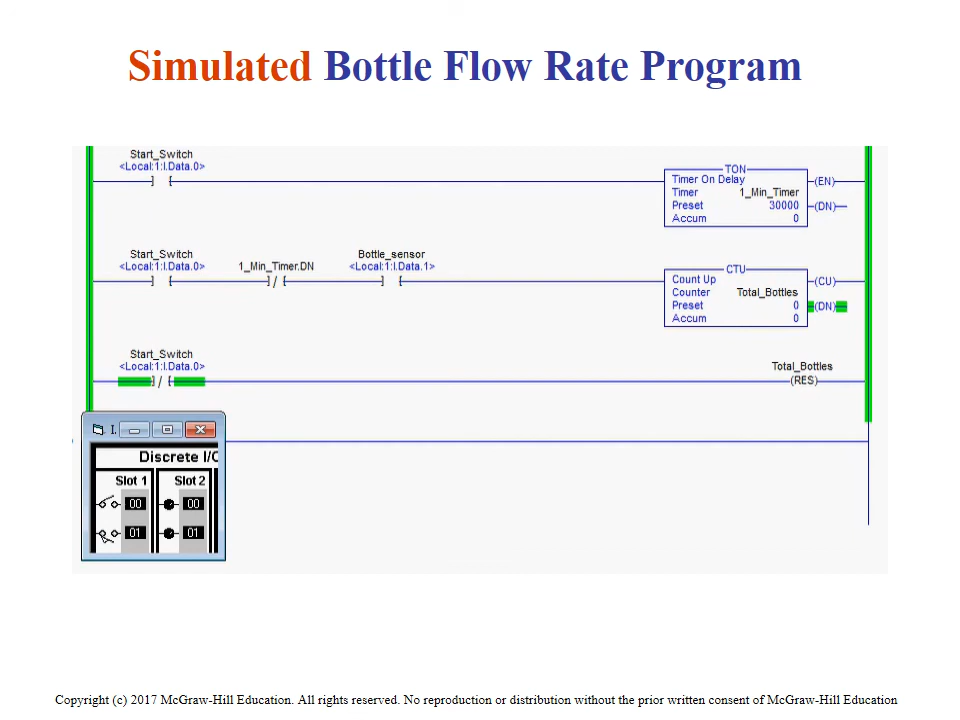 Simulated Bottle Flow Rate Program
Start_Switch
<Local:1:I.Data.0>
TON
Timer On Delay
Timer 1_Min_Timer
Preset 30000
Accum 0
(EN)
(DN)
Start_Switch
<Local:1:I.Data.0>
1_Min_Timer.DN
Bottle_sensor
<Local:1:I.Data.1>
CTU
Count Up
Counter Total_Bottles
Preset 0
Accum 0
(CU)
(DN)
Start_Switch
<Local:1:I.Data.0>
Total_Bottles
(RES)
I.
Discrete I/O
Slot 1 Slot 2
00 00
01 01
Copyright (c) 2017 McGraw-Hill Education. All rights reserved. No reproduction or distribution without the prior written consent of McGraw-Hill Education